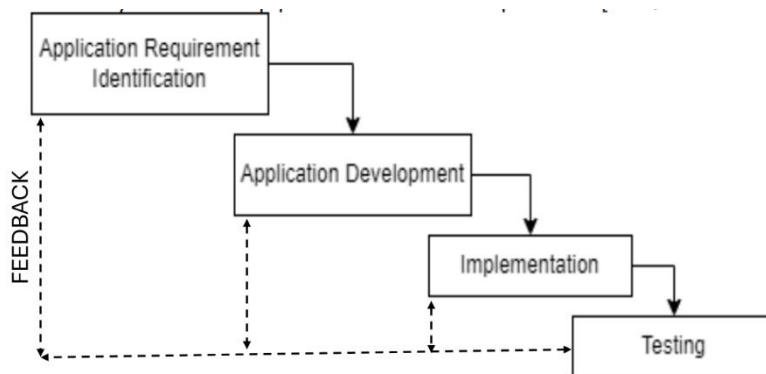 Application Requirement
Identification
Application Development
FEEDBACK
Implementation
Testing